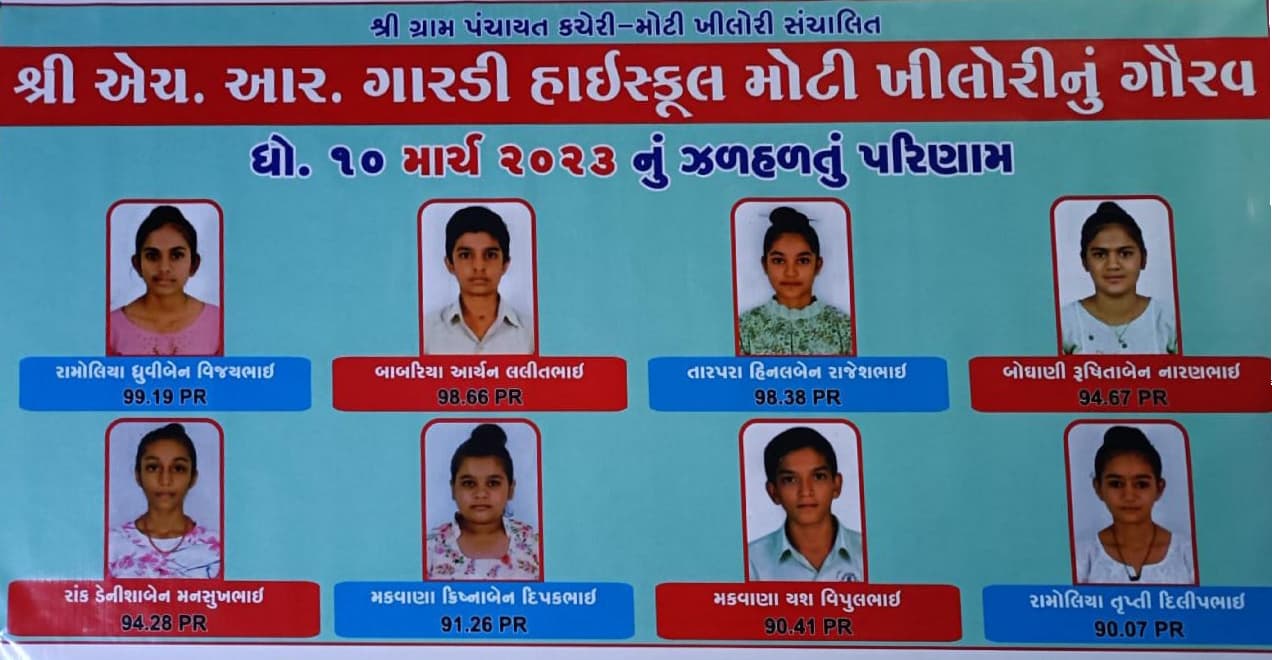 શ્રી ગ્રામ પંચાયત કચેરી-મોટી ખીલોરી સંચાલિત
શ્રી એચ. આર. ગારડી હાઈસ્કૂલ મોટી ખીલોરીનું ગૌરવ
ધો. ૧૦ માર્ચ ૨૦૨૩ નું ઝળહળતું પરિણામ
રામોલિયા ધ્રુવીબેન વિજયભાઈ
99.19 PR
બાબરિયા આર્યન લલીતભાઈ
98.66 PR
તારપરા હિનલબેન રાજેશભાઈ
98.38 PR
બોઘાણી રૂષિતાબેન નારણભાઈ
94.67 PR
રાંક ડેનીશાબેન મનસુખભાઈ
94.28 PR
મકવાણા ક્રિષ્નાબેન દિપકભાઈ
91.26 PR
મકવાણા યશ વિપુલભાઈ
90.41 PR
રામોલિયા તૃપ્તી દિલીપભાઈ
90.07 PR